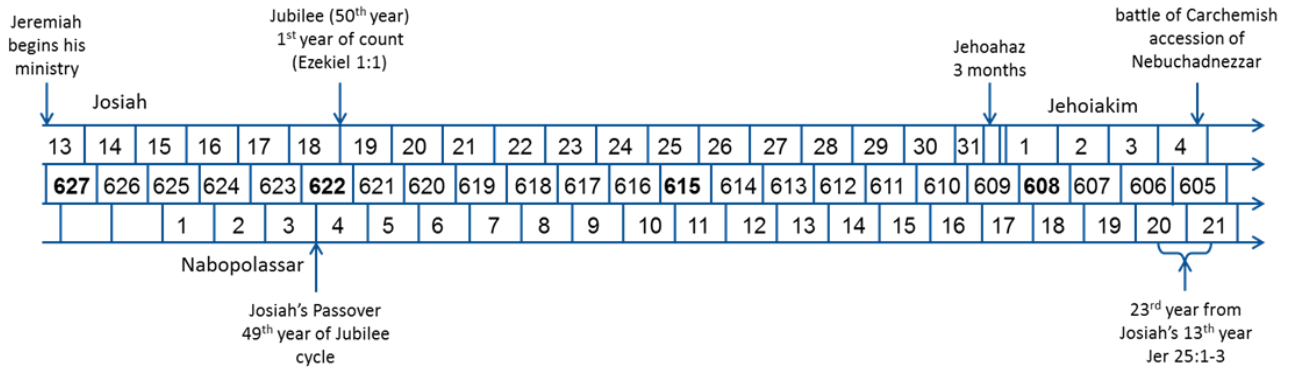 Jeremiah
begins his
ministry
Jubilee (50th year)
1st year of count
(Ezekiel 1:1)
Jehoahaz
3 months
battle of Carchemish
accession of
Nebuchadnezzar
Josiah
Jehoiakim
13 14 15 16 17 18 19 20 21 22 23 24 25 26 27 28 29 30 31 1 2 3 4
627 626 625 624 623 622 621 620 619 618 617 616 615 614 613 612 611 610 609 608 607 606 605
1 2 3 4 5 6 7 8 9 10 11 12 13 14 15 16 17 18 19 20 21
Nabopolassar
Josiah's Passover
49th year of Jubilee
cycle
23rd year from
Josiah's 13th year
Jer 25:1-3